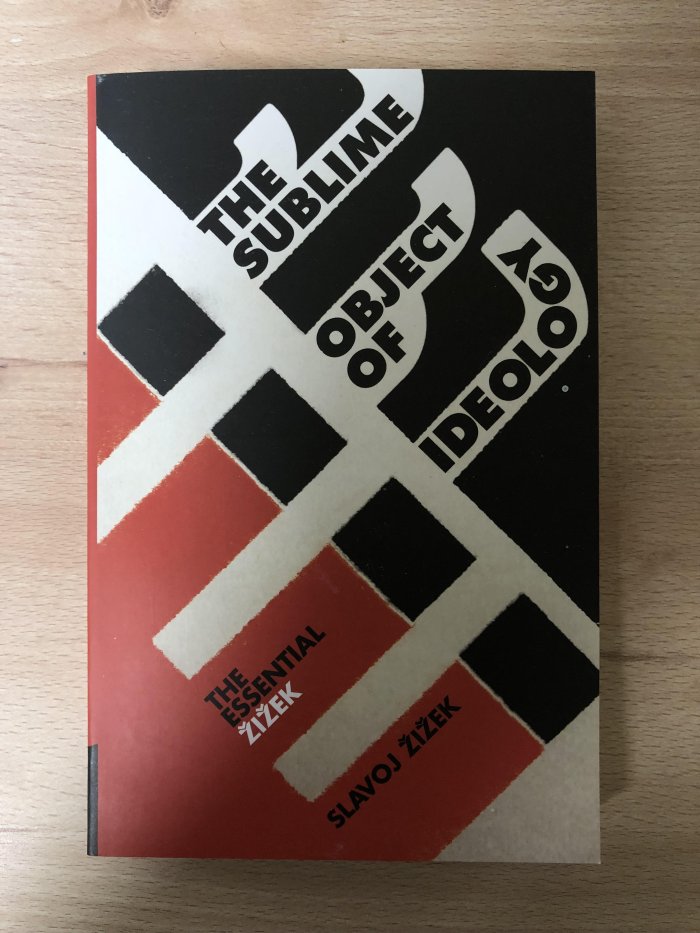 THE
SUBLIME
OBJECT
OF
IDEOLOGY
THE
ESSENTIAL
ŽIŽEK
SLAVOJ ŽIŽEK